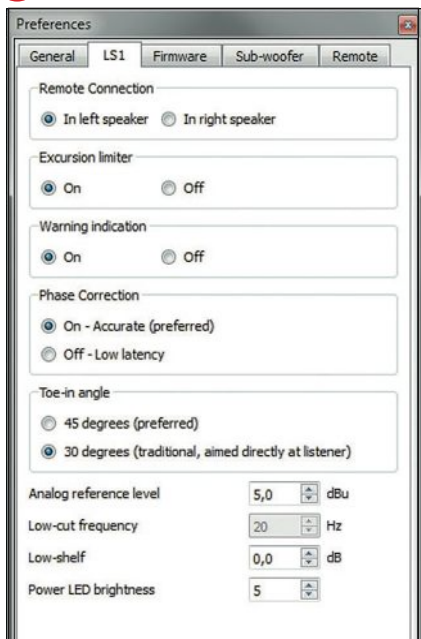 Preferences
General LS1 Firmware Sub-woofer Remote
Remote Connection
In left speaker In right speaker
Excursion limiter
On Off
Warning indication
On Off
Phase Correction
On - Accurate (preferred)
Off - Low latency
Toe-in angle
45 degrees (preferred)
30 degrees (traditional, aimed directly at listener)
Analog reference level 5,0 dBu
Low-cut frequency 20 Hz
Low-shelf 0,0 dB
Power LED brightness 5